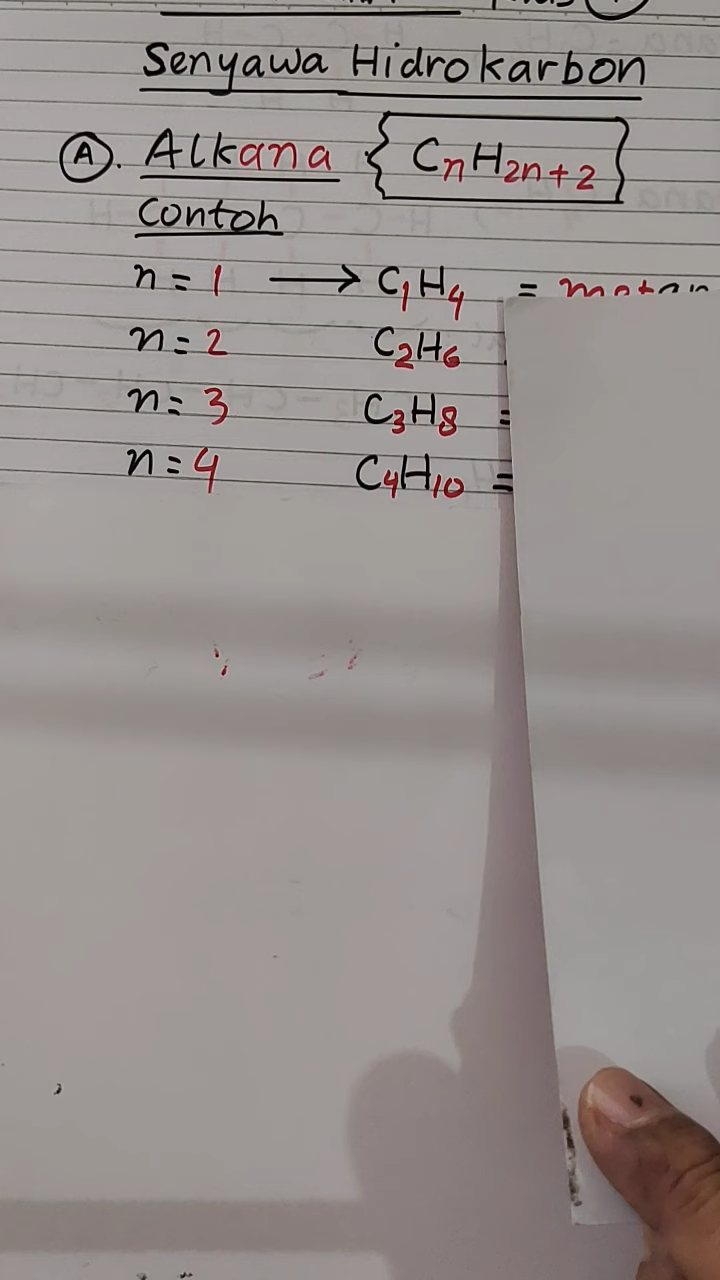 Senyawa Hidrokarbon
Ⓐ. Alkana { CnH2n+2 }
Contoh
n = 1 ⟶ C1H4 =
n = 2 C2H6
n = 3 C3H8 =
n = 4 C4H10 =